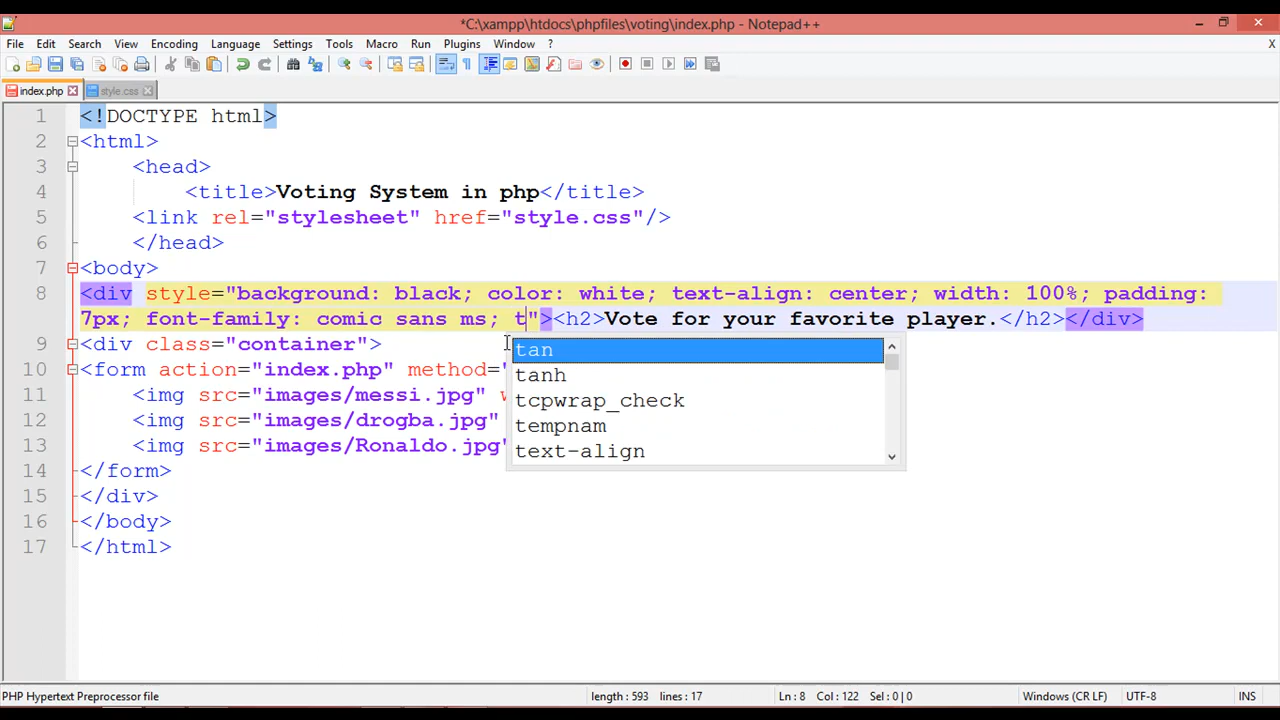 *C:\xampp\htdocs\phpfiles\voting\index.php - Notepad++
File Edit Search View Encoding Language Settings Tools Macro Run Plugins Window ? X
index.php style.css
1 <!DOCTYPE html>
2 <html>
3 <head>
4 <title>Voting System in php</title>
5 <link rel="stylesheet" href="style.css"/>
6 </head>
7 <body>
8 <div style="background: black; color: white; text-align: center; width: 100%; padding:
7px; font-family: comic sans ms; t"><h2>Vote for your favorite player.</h2></div>
9 <div class="container">
10 <form action="index.php" method="
11 <img src="images/messi.jpg" w
12 <img src="images/drogba.jpg"
13 <img src="images/Ronaldo.jpg"
14 </form>
15 </div>
16 </body>
17 </html>
tan
tanh
tcpwrap_check
tempnam
text-align
PHP Hypertext Preprocessor file length : 593 lines : 17 Ln : 8 Col : 122 Sel : 0 | 0 Windows (CR LF) UTF-8 INS